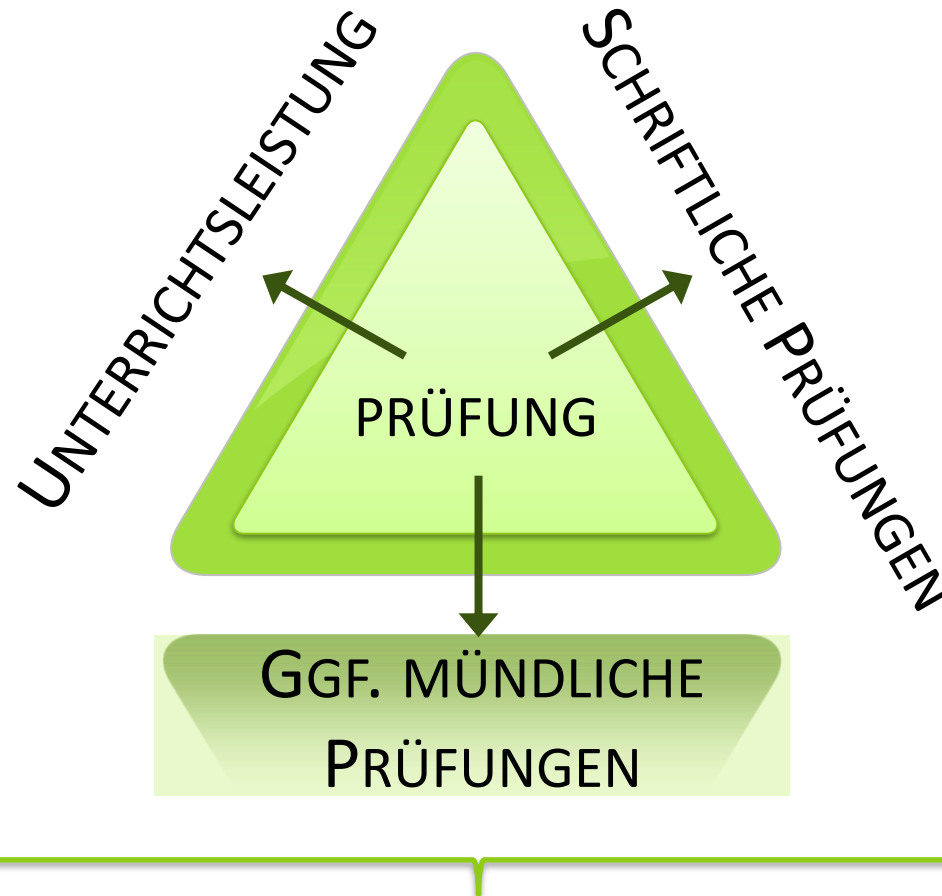 Unterrichtsleistung
Schriftliche Prüfungen
PRÜFUNG
Ggf. mündliche
Prüfungen